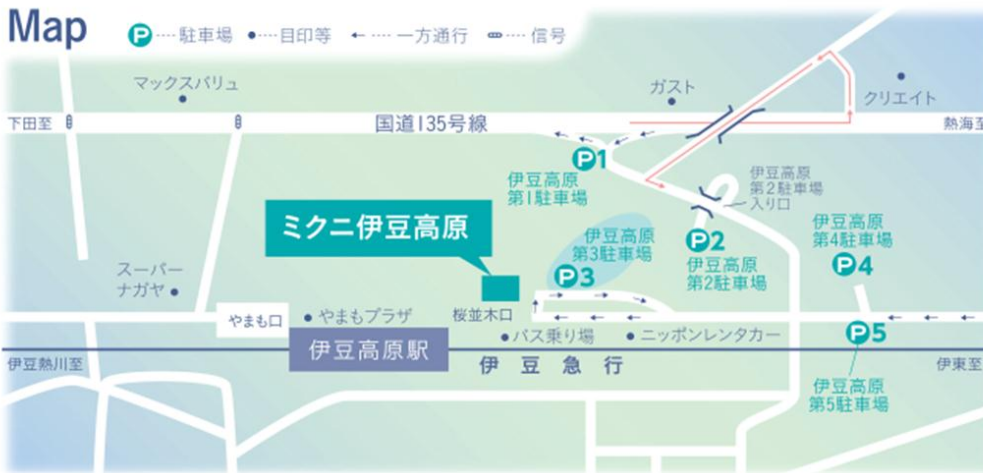 Map
P‥‥駐車場 ●‥‥目印等 ←‥‥一方通行 ‥‥信号
マックスバリュ
ガスト
クリエイト
下田至
国道135号線
熱海至
P1
伊豆高原
第1駐車場
伊豆高原
第2駐車場
入り口
ミクニ伊豆高原
伊豆高原
第3駐車場
P3
P2
伊豆高原
第2駐車場
伊豆高原
第4駐車場
P4
スーパー
ナガヤ
やまも口
やまもプラザ
桜並木口
バス乗り場
ニッポンレンタカー
P5
伊豆熱川至
伊豆高原駅
伊豆急行
伊東至
伊豆高原
第5駐車場